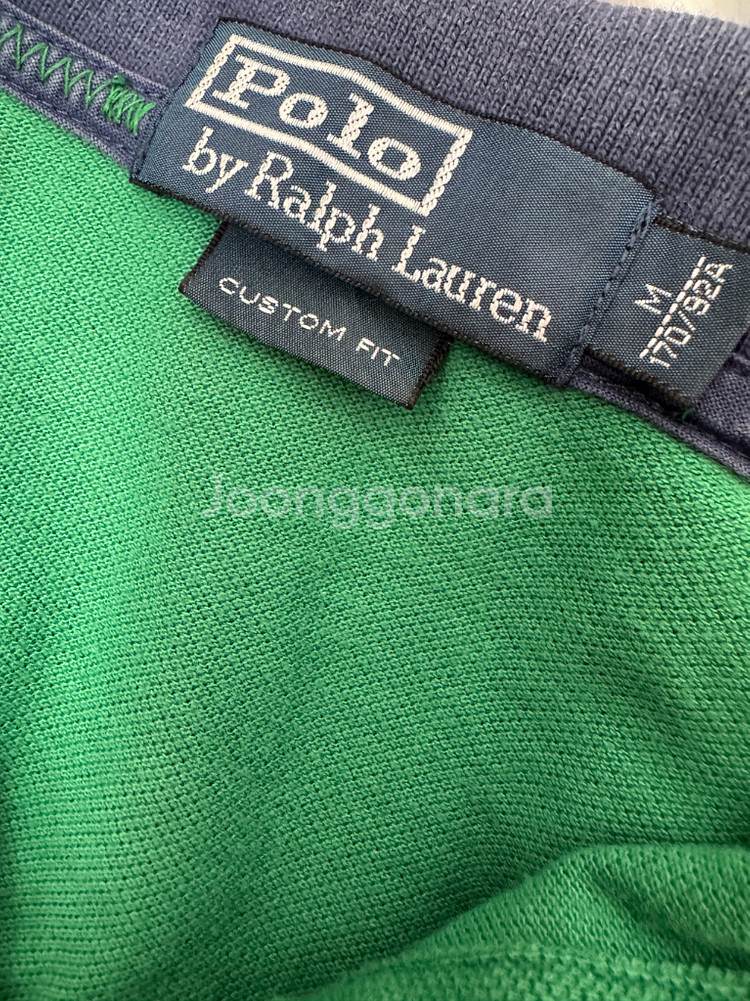 Polo
by Ralph Lauren
CUSTOM FIT
M
170/92A
Joonggonara